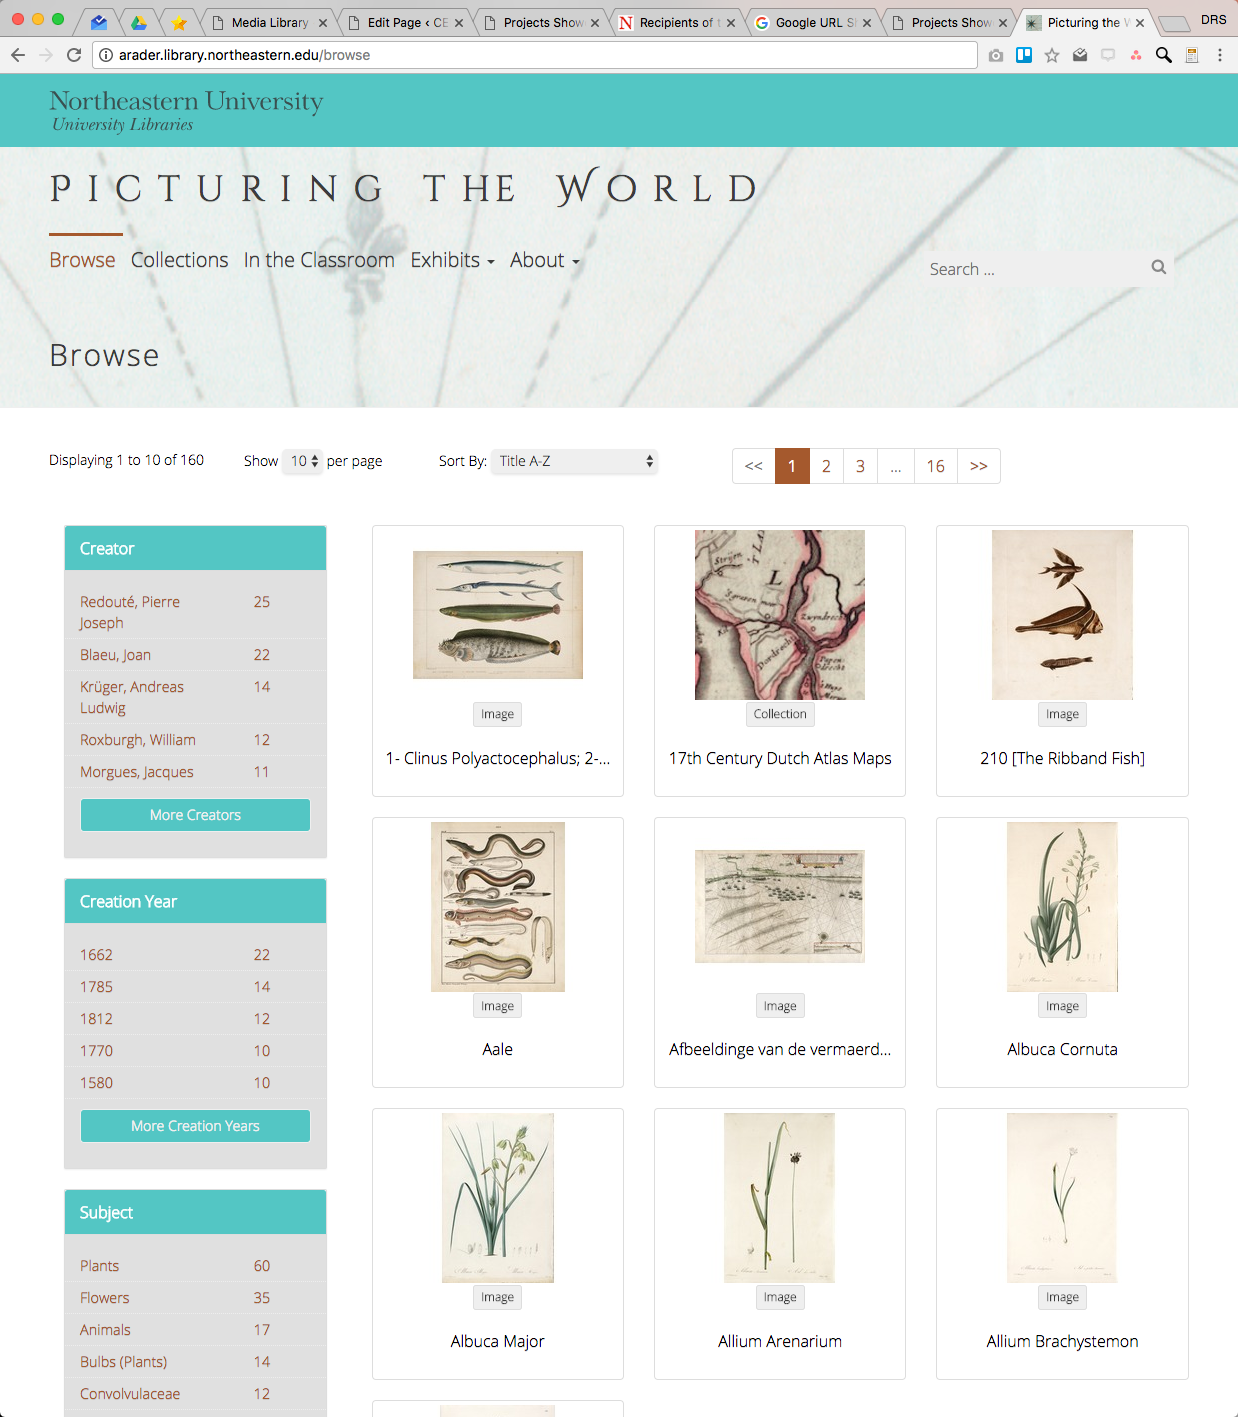 Media Library
Edit Page ‹ CE
Projects Show
Recipients of t
Google URL Sh
Projects Show
Picturing the W
DRS
arader.library.northeastern.edu/browse
Northeastern University
University Libraries
Picturing the World
Browse
Collections
In the Classroom
Exhibits
About
Search ...
Browse
Displaying 1 to 10 of 160
Show 10 per page
Sort By: Title A-Z
<< 1 2 3 ... 16 >>
Creator
Redouté, Pierre Joseph 25
Blaeu, Joan 22
Krüger, Andreas Ludwig 14
Roxburgh, William 12
Morgues, Jacques 11
More Creators
Creation Year
1662 22
1785 14
1812 12
1770 10
1580 10
More Creation Years
Subject
Plants 60
Flowers 35
Animals 17
Bulbs (Plants) 14
Convolvulaceae 12
Image
1- Clinus Polyactocephalus; 2-...
Strijen
L
Zwyndrecht
Dordrecht
Collection
17th Century Dutch Atlas Maps
Image
210 [The Ribband Fish]
Image
Aale
Image
Afbeeldinge van de vermaerd...
Image
Albuca Cornuta
Image
Albuca Major
Image
Allium Arenarium
Image
Allium Brachystemon